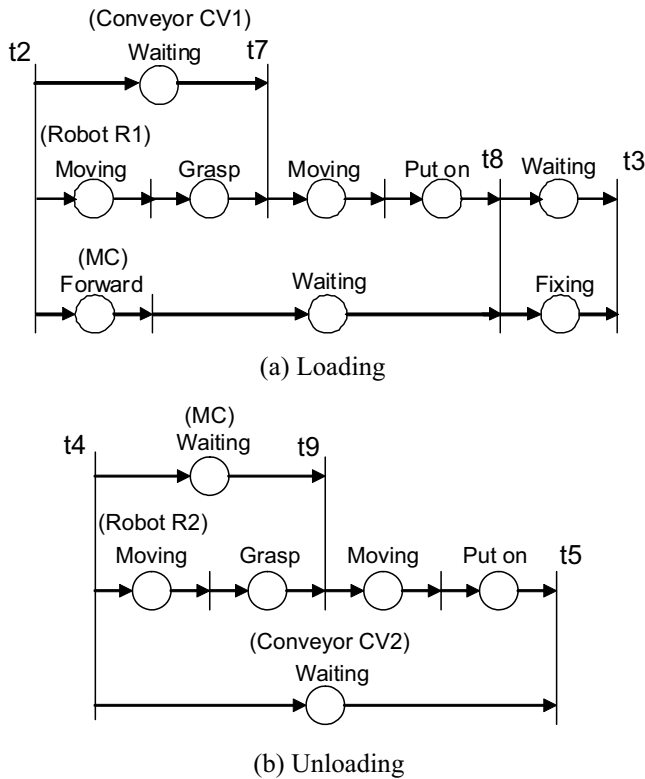 (Conveyor CV1)
t2
Waiting
t7
(Robot R1)
Moving
Grasp
Moving
Put on
t8
Waiting
t3
(MC)
Forward
Waiting
Fixing
(a) Loading
(MC)
t4
Waiting
t9
(Robot R2)
Moving
Grasp
Moving
Put on
t5
(Conveyor CV2)
Waiting
(b) Unloading